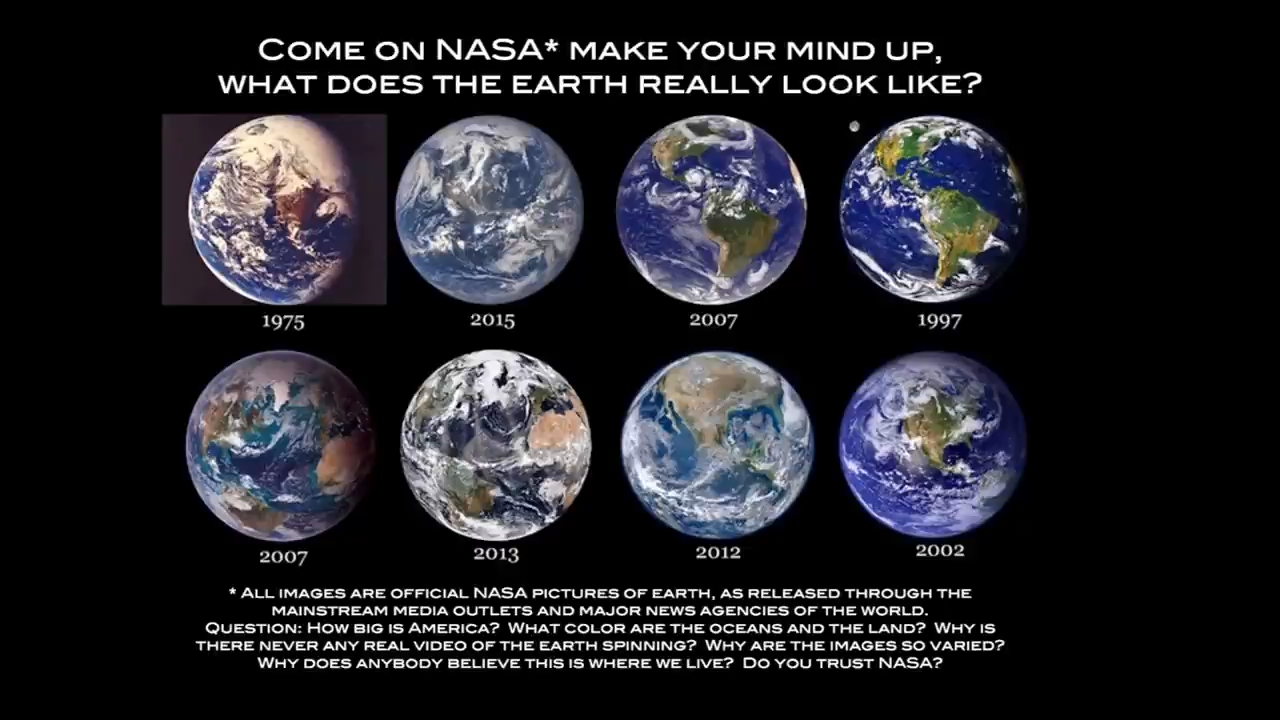 COME ON NASA* MAKE YOUR MIND UP,
WHAT DOES THE EARTH REALLY LOOK LIKE?
1975
2015
2007
1997
2007
2013
2012
2002
* ALL IMAGES ARE OFFICIAL NASA PICTURES OF EARTH, AS RELEASED THROUGH THE
MAINSTREAM MEDIA OUTLETS AND MAJOR NEWS AGENCIES OF THE WORLD.
QUESTION: HOW BIG IS AMERICA? WHAT COLOR ARE THE OCEANS AND THE LAND? WHY IS
THERE NEVER ANY REAL VIDEO OF THE EARTH SPINNING? WHY ARE THE IMAGES SO VARIED?
WHY DOES ANYBODY BELIEVE THIS IS WHERE WE LIVE? DO YOU TRUST NASA?